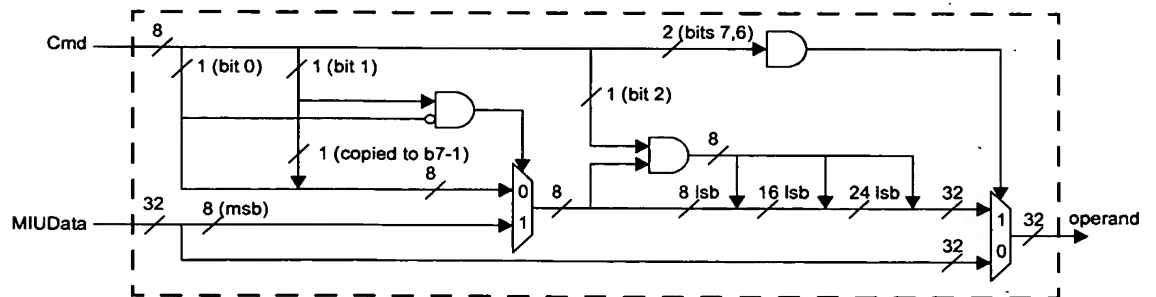 8
2 (bits 7,6)
Cmd
1 (bit 0)
1 (bit 1)
1 (bit 2)
1 (copied to b7-1)
8
8
0
32
8 (msb)
8
8 lsb
16 lsb
24 lsb
32
MIUData
1
1
32
operand
32
0